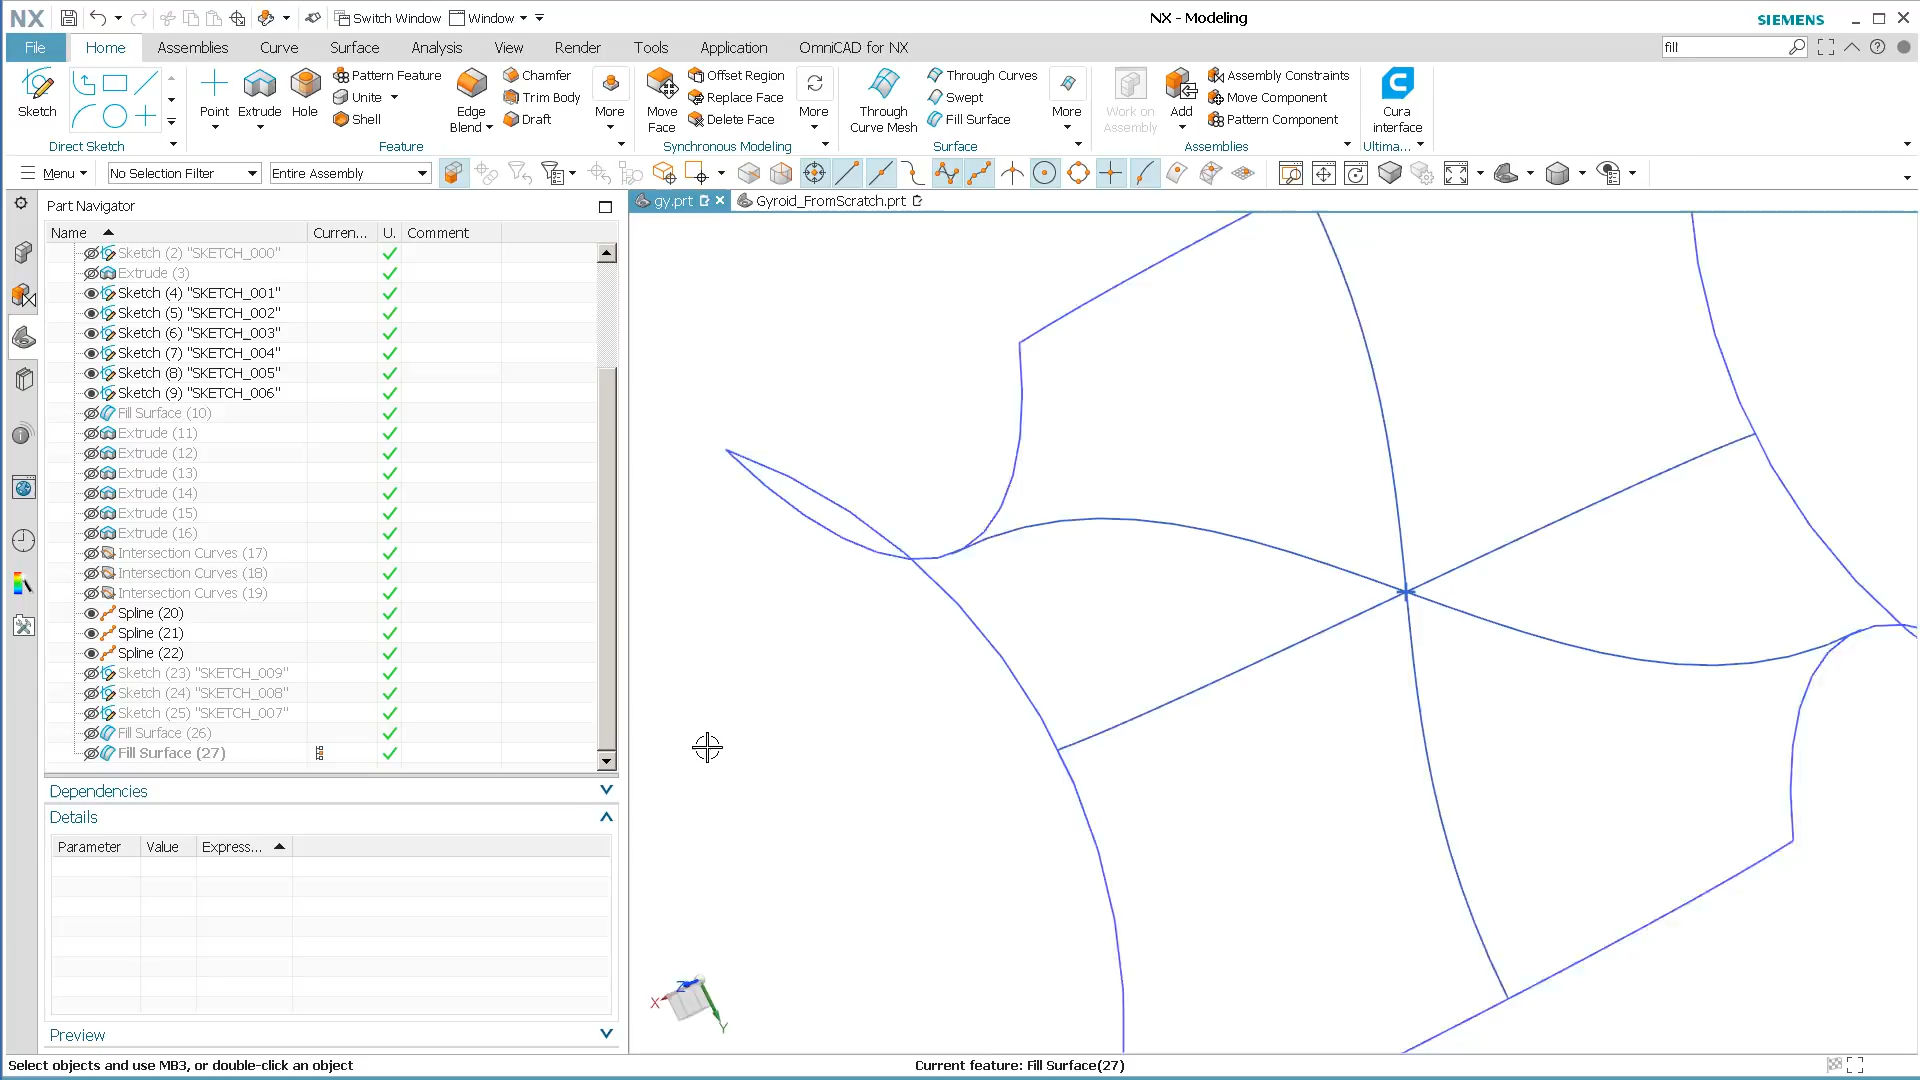 NX
Switch Window
Window
NX - Modeling
SIEMENS
File
Home
Assemblies
Curve
Surface
Analysis
View
Render
Tools
Application
OmniCAD for NX
fill
Sketch
Direct Sketch
Point
Extrude
Hole
Pattern Feature
Unite
Shell
Edge
Blend
Chamfer
Trim Body
Draft
More
Feature
Move
Face
Offset Region
Replace Face
Delete Face
More
Synchronous Modeling
Through
Curve Mesh
Through Curves
Swept
Fill Surface
More
Surface
Work on
Assembly
Add
Assembly Constraints
Move Component
Pattern Component
Assemblies
Cura
interface
Ultima...
Menu
No Selection Filter
Entire Assembly
Part Navigator
gy.prt
Gyroid_FromScratch.prt
Name
Curren...
U.
Comment
Sketch (2) "SKETCH_000"
Extrude (3)
Sketch (4) "SKETCH_001"
Sketch (5) "SKETCH_002"
Sketch (6) "SKETCH_003"
Sketch (7) "SKETCH_004"
Sketch (8) "SKETCH_005"
Sketch (9) "SKETCH_006"
Fill Surface (10)
Extrude (11)
Extrude (12)
Extrude (13)
Extrude (14)
Extrude (15)
Extrude (16)
Intersection Curves (17)
Intersection Curves (18)
Intersection Curves (19)
Spline (20)
Spline (21)
Spline (22)
Sketch (23) "SKETCH_009"
Sketch (24) "SKETCH_008"
Sketch (25) "SKETCH_007"
Fill Surface (26)
Fill Surface (27)
Dependencies
Details
Parameter
Value
Express...
Preview
X
Z
Y
Select objects and use MB3, or double-click an object
Current feature: Fill Surface(27)